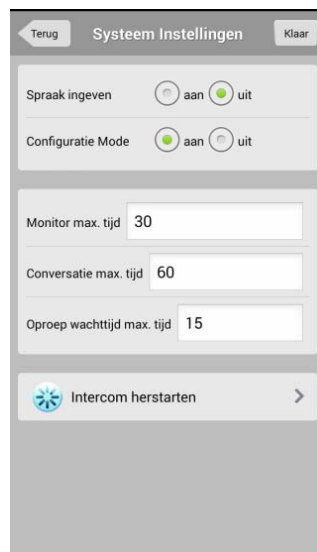 Terug Systeem Instellingen Klaar
Spraak ingeven aan uit
Configuratie Mode aan uit
Monitor max. tijd 30
Conversatie max. tijd 60
Oproep wachttijd max. tijd 15
Intercom herstarten